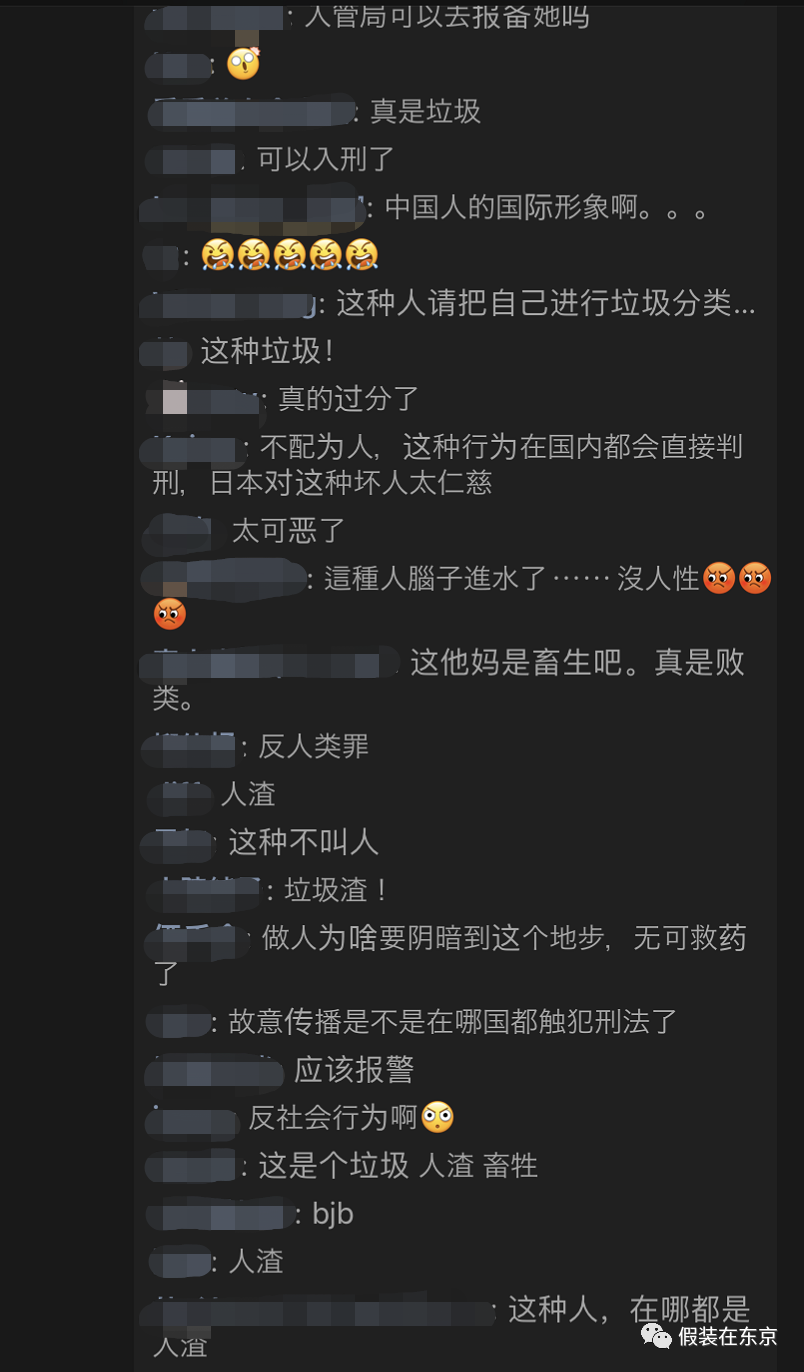 : 人管局可以去报备她吗
:
: 真是垃圾
可以入刑了
: 中国人的国际形象啊。。。
:
: 这种人请把自己进行垃圾分类...
这种垃圾！
: 真的过分了
: 不配为人，这种行为在国内都会直接判
刑，日本对这种坏人太仁慈
太可恶了
: 這種人腦子進水了⋯⋯沒人性
这他妈是畜生吧。真是败
类。
: 反人类罪
人渣
: 这种不叫人
: 垃圾渣！
做人为啥要阴暗到这个地步，无可救药
了
: 故意传播是不是在哪国都触犯刑法了
应该报警
反社会行为啊
: 这是个垃圾 人渣 畜牲
: bjb
: 人渣
: 这种人，在哪都是
人渣
假装在东京